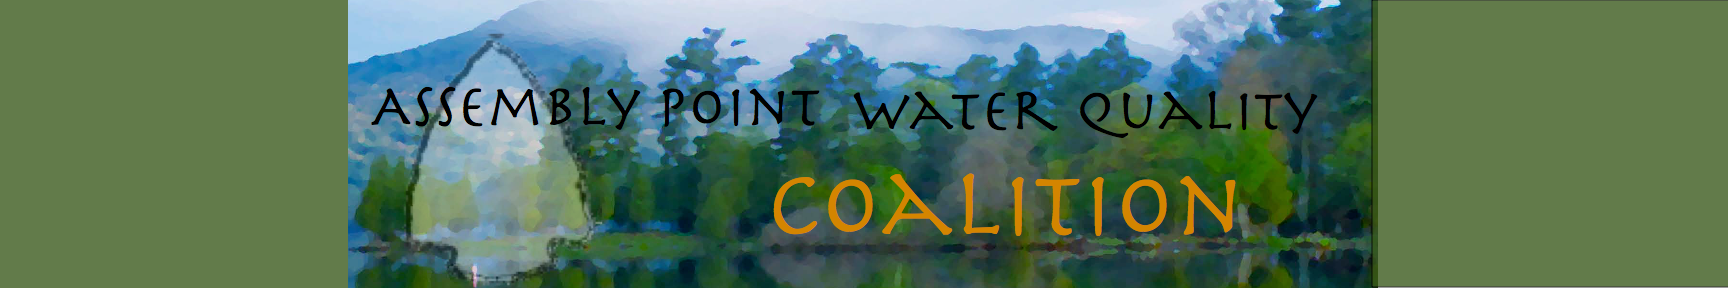 ASSEMBLY POINT WATER QUALITY
COALITION